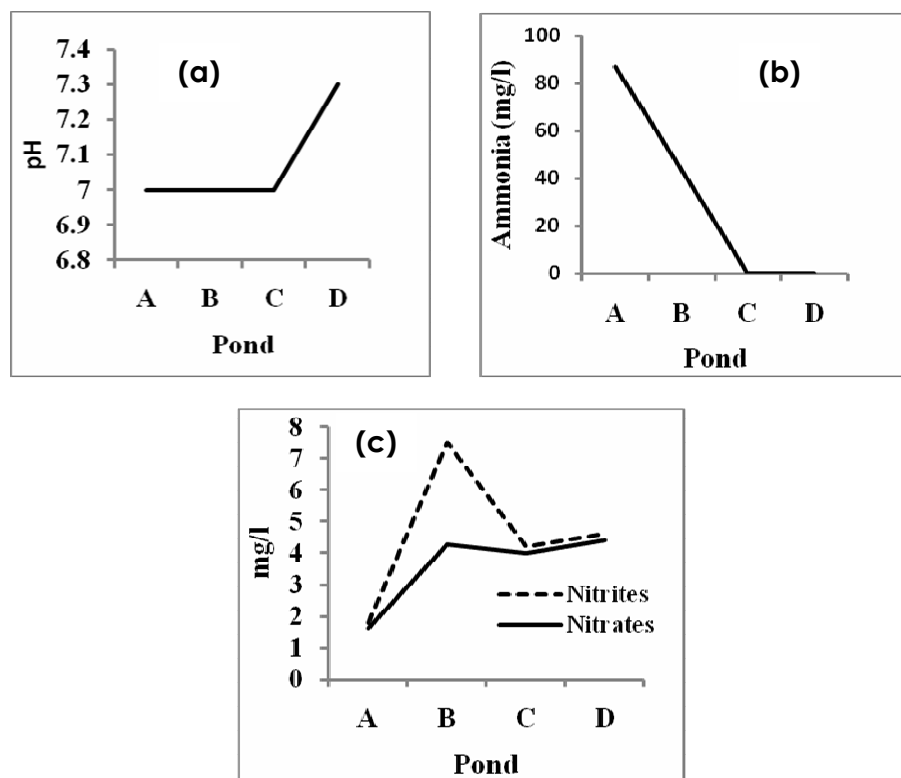 (a)
7.4
7.3
7.2
7.1
7
6.9
6.8
pH
A B C D
Pond
(b)
100
80
60
40
20
0
Ammonia (mg/l)
A B C D
Pond
(c)
8
7
6
5
4
3
2
1
0
mg/l
Nitrites
Nitrates
A B C D
Pond